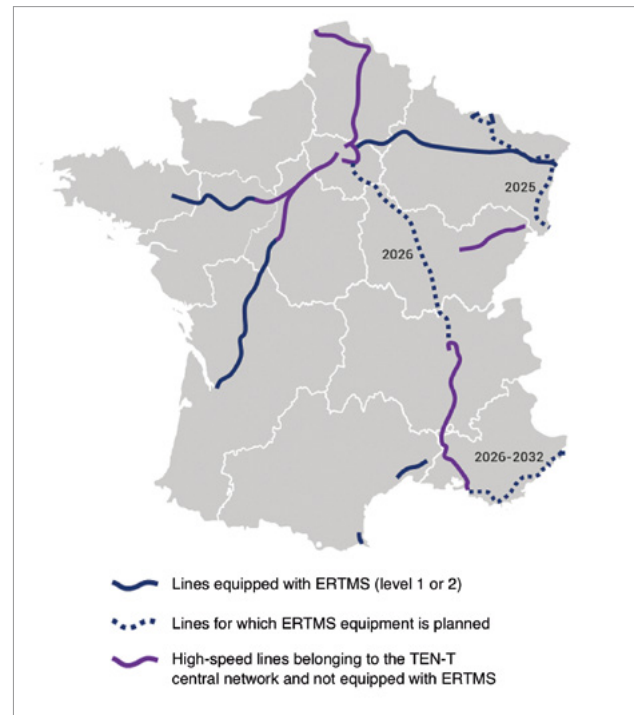 2025
2026
2026-2032
Lines equipped with ERTMS (level 1 or 2)
Lines for which ERTMS equipment is planned
High-speed lines belonging to the TEN-T
central network and not equipped with ERTMS